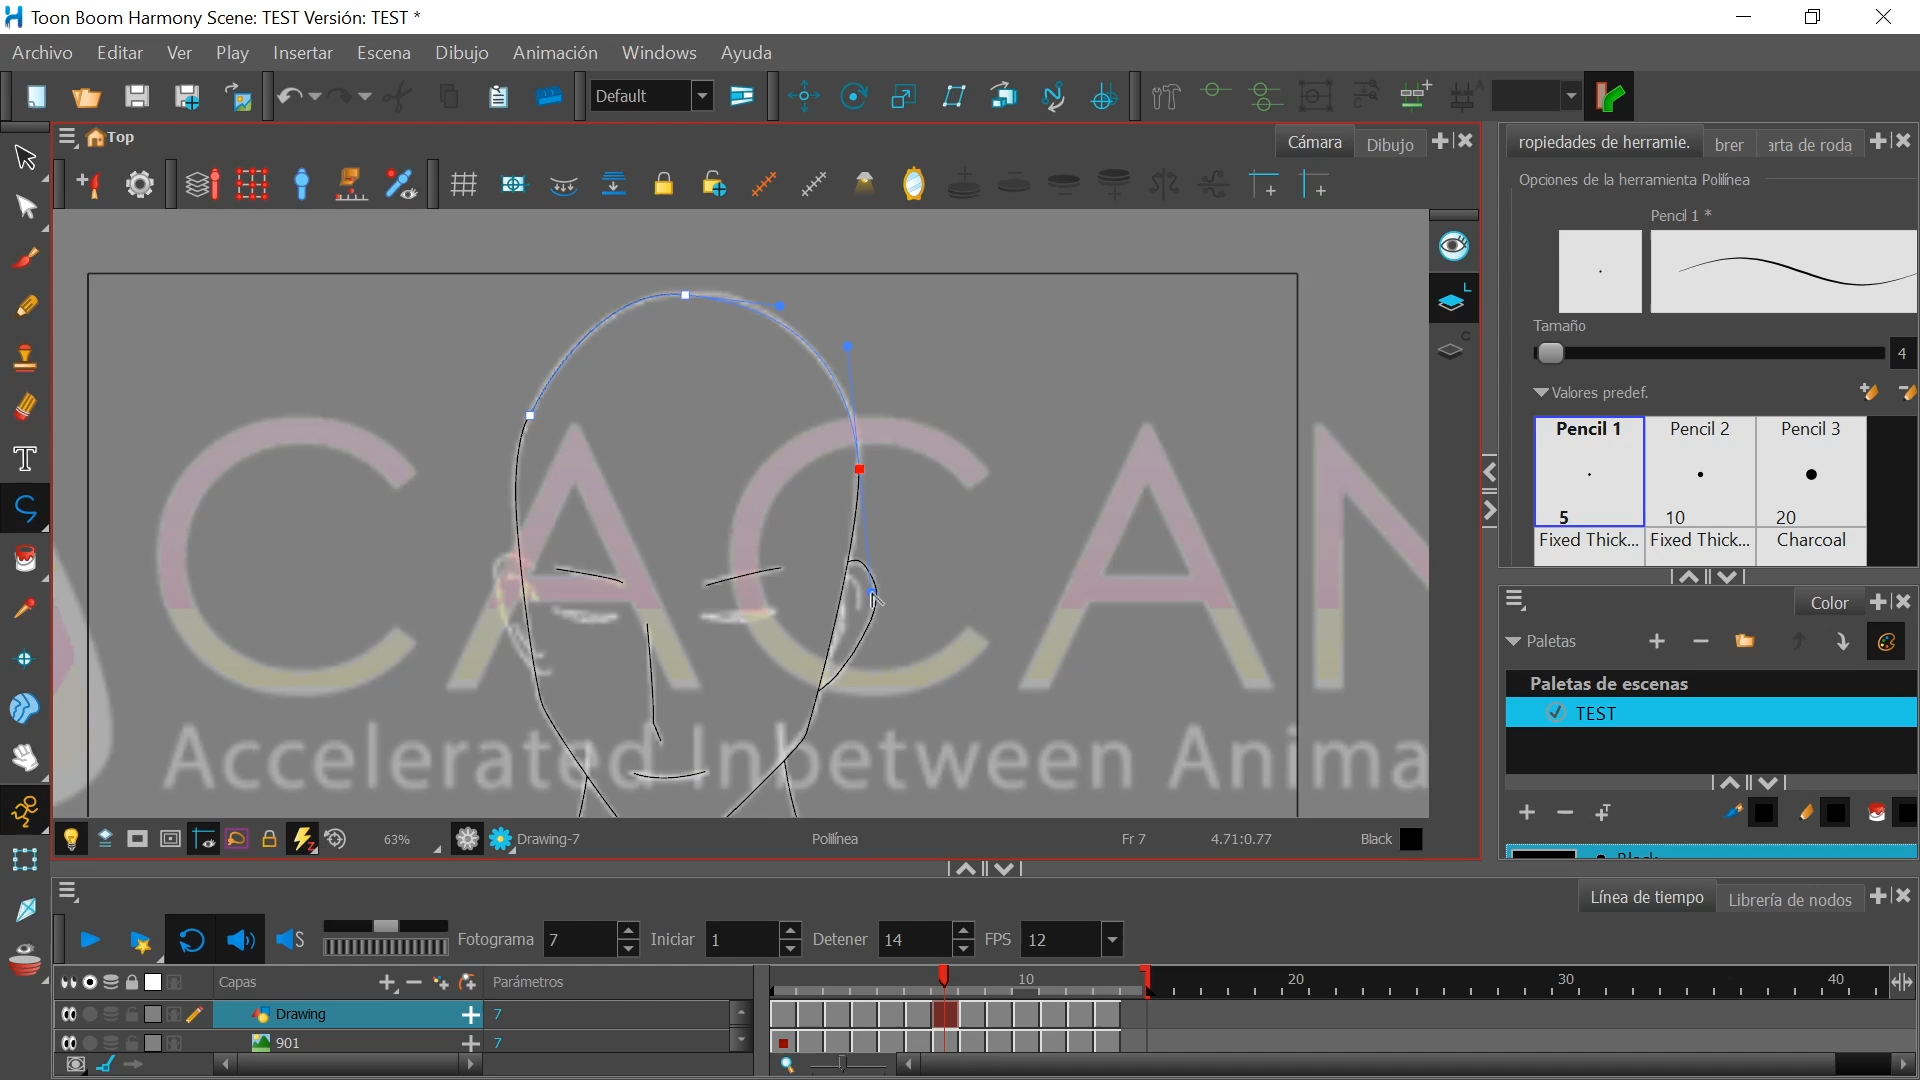 Toon Boom Harmony Scene: TEST Versión: TEST *
Archivo Editar Ver Play Insertar Escena Dibujo Animación Windows Ayuda
Default
Top Cámara Dibujo
ropiedades de herramie. brer arta de roda
Opciones de la herramienta Polilínea
Pencil 1 *
Tamaño
4
Valores predef.
Pencil 1 Pencil 2 Pencil 3
5 10 20
Fixed Thick... Fixed Thick... Charcoal
CACAN
Accelerated Inbetween Anima
Color
Paletas
Paletas de escenas
TEST
Black
63% Drawing-7 Polilínea Fr 7 4.71:0.77 Black
Línea de tiempo Librería de nodos
Fotograma 7 Iniciar 1 Detener 14 FPS 12
Capas Parámetros 10 20 30 40
Drawing 7
901 7